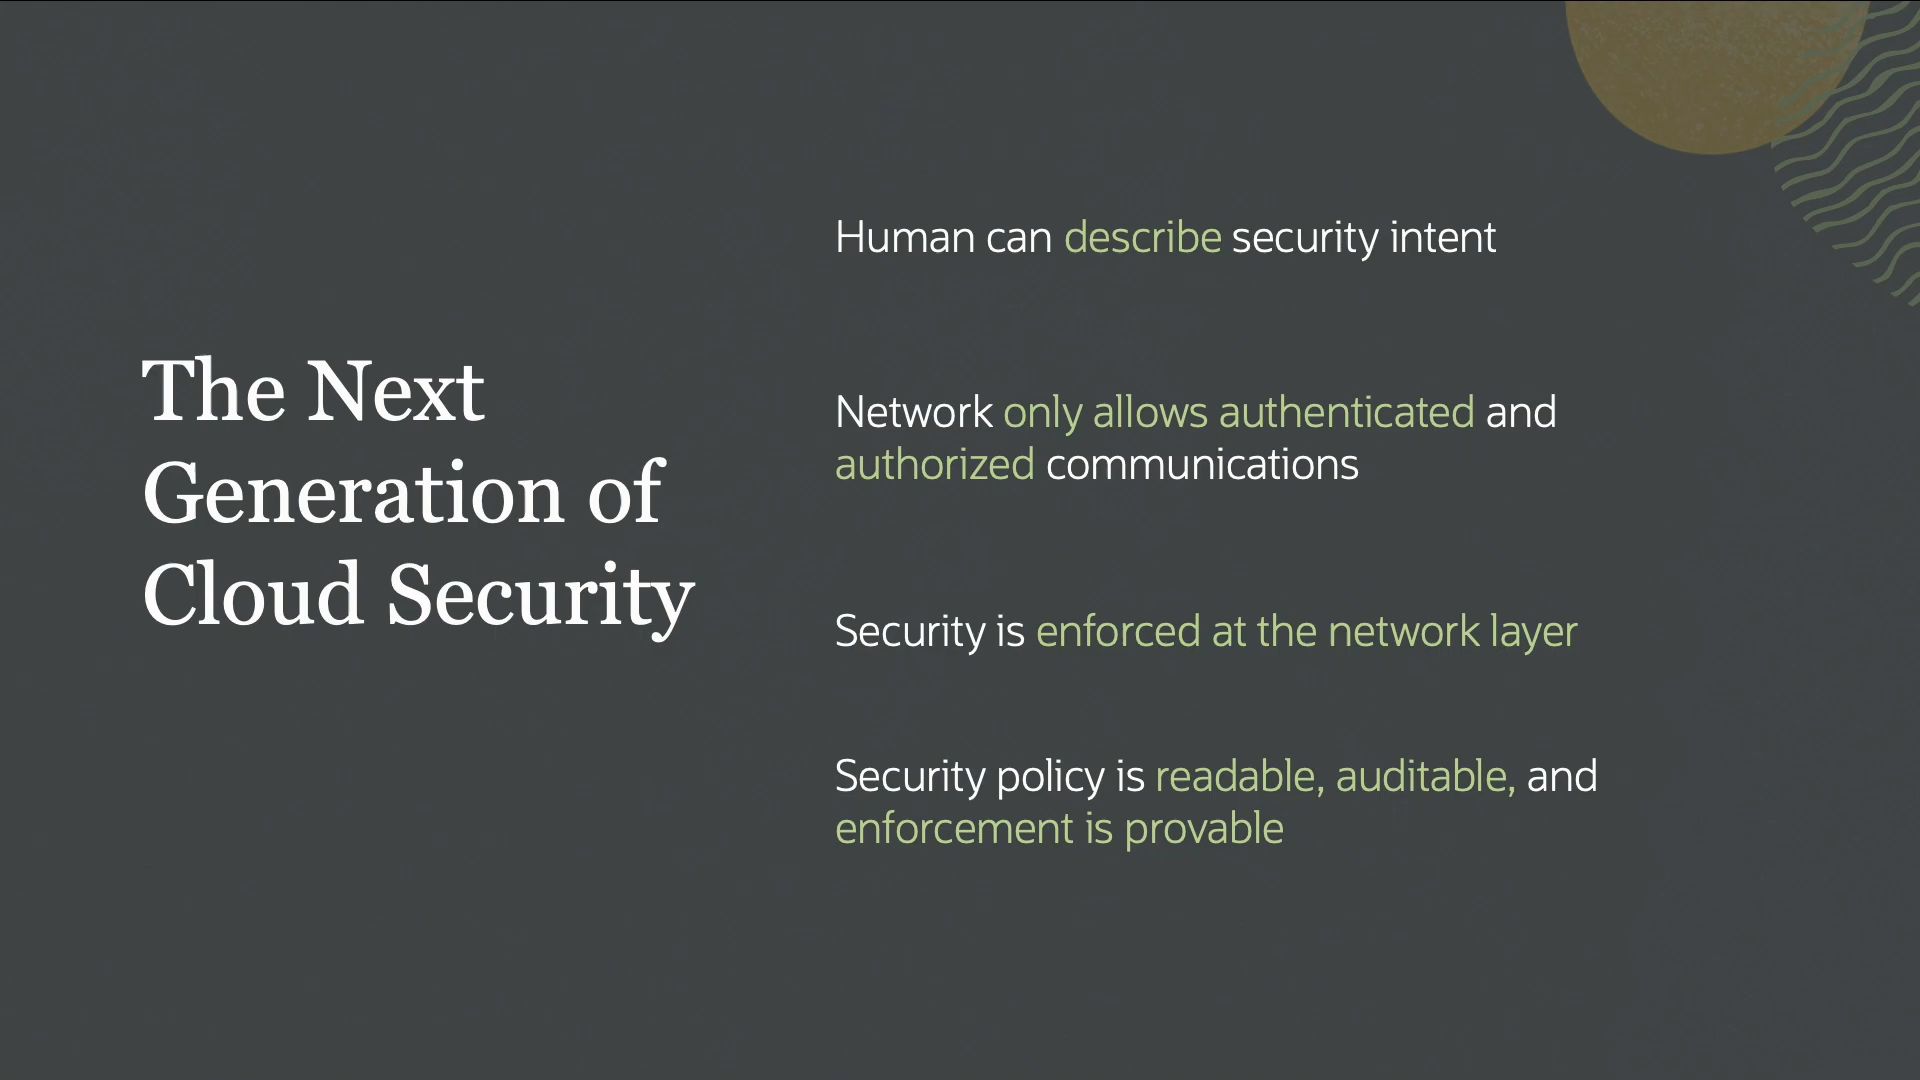 The Next
Generation of
Cloud Security
Human can describe security intent
Network only allows authenticated and
authorized communications
Security is enforced at the network layer
Security policy is readable, auditable, and
enforcement is provable